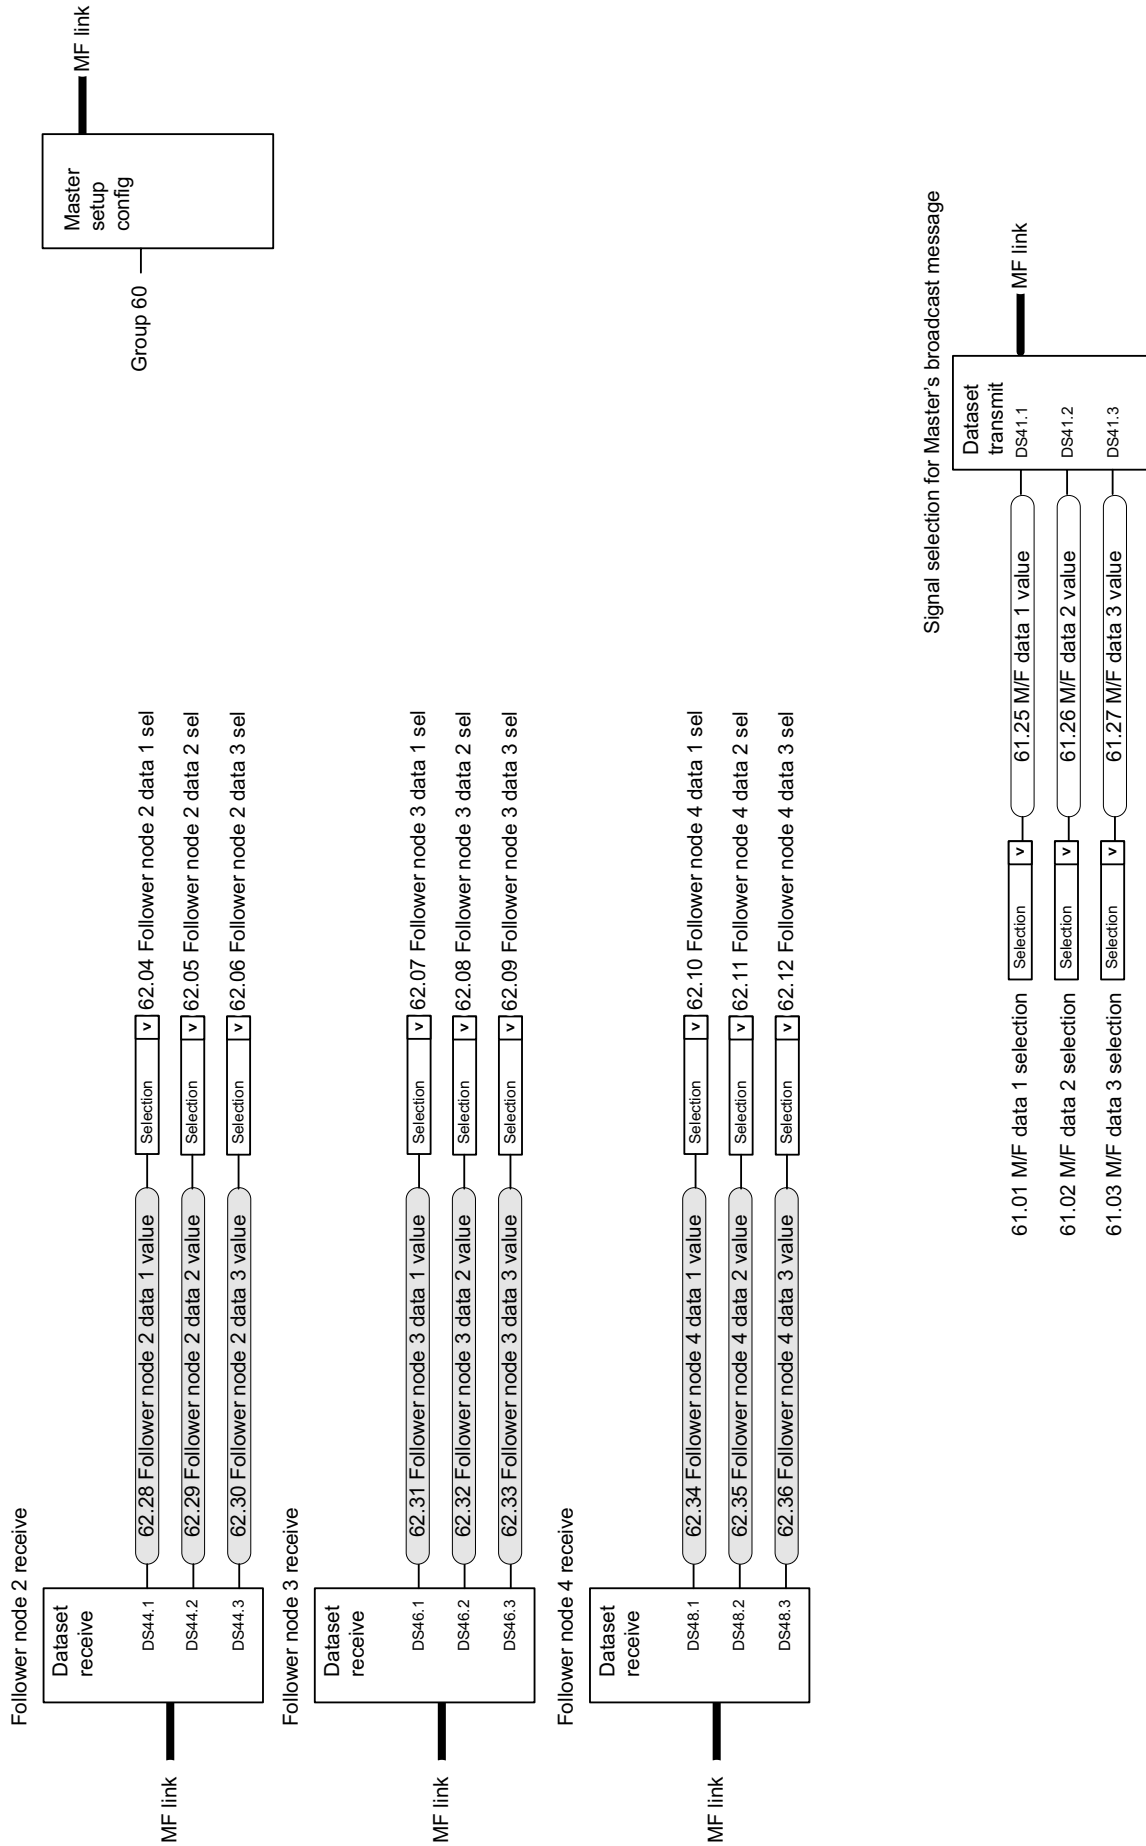 Follower node 2 receive
Dataset
receive
MF link
DS44.1
62.28 Follower node 2 data 1 value
Selection
v
62.04 Follower node 2 data 1 sel
DS44.2
62.29 Follower node 2 data 2 value
Selection
v
62.05 Follower node 2 data 2 sel
DS44.3
62.30 Follower node 2 data 3 value
Selection
v
62.06 Follower node 2 data 3 sel
Master
setup
config
Group 60
MF link
Follower node 3 receive
Dataset
receive
MF link
DS46.1
62.31 Follower node 3 data 1 value
Selection
v
62.07 Follower node 3 data 1 sel
DS46.2
62.32 Follower node 3 data 2 value
Selection
v
62.08 Follower node 3 data 2 sel
DS46.3
62.33 Follower node 3 data 3 value
Selection
v
62.09 Follower node 3 data 3 sel
Follower node 4 receive
Dataset
receive
MF link
DS48.1
62.34 Follower node 4 data 1 value
Selection
v
62.10 Follower node 4 data 1 sel
DS48.2
62.35 Follower node 4 data 2 value
Selection
v
62.11 Follower node 4 data 2 sel
DS48.3
62.36 Follower node 4 data 3 value
Selection
v
62.12 Follower node 4 data 3 sel
Signal selection for Master's broadcast message
Dataset
transmit
MF link
61.01 M/F data 1 selection
Selection
v
61.25 M/F data 1 value
DS41.1
61.02 M/F data 2 selection
Selection
v
61.26 M/F data 2 value
DS41.2
61.03 M/F data 3 selection
Selection
v
61.27 M/F data 3 value
DS41.3